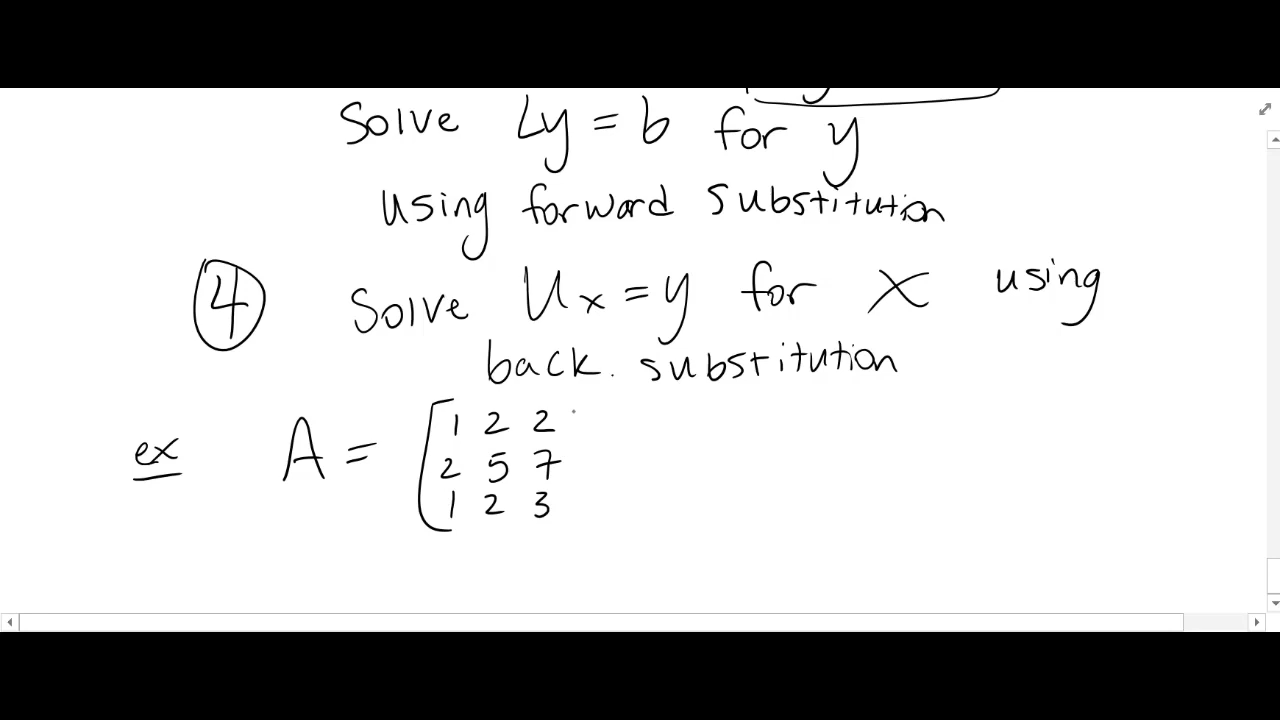 Solve Ly = b for y
using forward substitution
4 Solve Ux = y for x using
back. substitution
ex A = [ 1 2 2
2 5 7
1 2 3